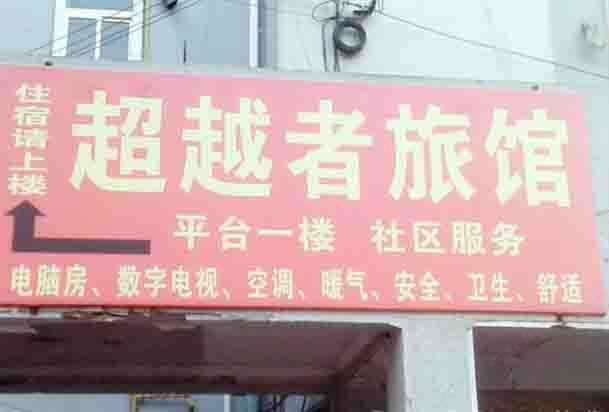 住宿请上楼
超越者旅馆
平台一楼 社区服务
电脑房、数字电视、空调、暖气、安全、卫生、舒适